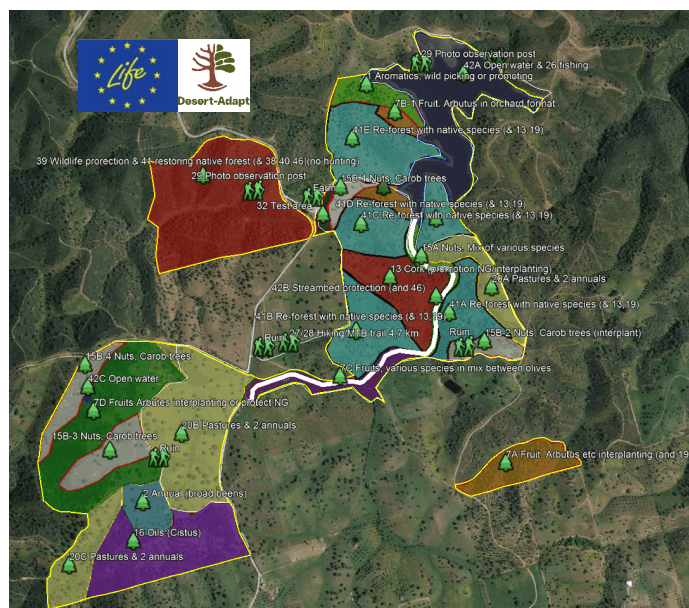 Life
Desert-Adapt
29 Photo observation post
42A Open water & 26 fishing
1 Aromatics, wild picking or promoting
7B-1 Fruit. Arbutus in orchard format
41E Re-forest with native species (& 13,19)
39 Wildlife prorection & 41 restoring native forest (& 38 40 46)(no hunting)
29 Photo observation post
15B-1 Nuts, Carob trees
Farm
32 Test area
41D Re-forest with native species (& 13,19)
41C Re-forest with native species (& 13,19)
15A Nuts, Mix of various species
13 Cork (promotion NG interplanting)
20A Pastures & 2 annuals
42B Streambed protection (and 46)
41A Re-forest with native species (& 13,19)
41B Re-forest with native species (& 13,19)
27/28 Hiking/MTB trail 4,7 km
Ruin
Ruin
15B-2 Nuts, Carob trees (interplant)
15B-4 Nuts, Carob trees
7C Fruits, various species in mix between olives
42C Open water
7D Fruits Arbutes interplanting or protect NG
20B Pastures & 2 annuals
15B-3 Nuts, Carob trees
Ruin
7A Fruit. Arbutus etc interplanting (and 19
2 Annual (broad beens)
16 Oils (Cistus)
20C Pastures & 2 annuals